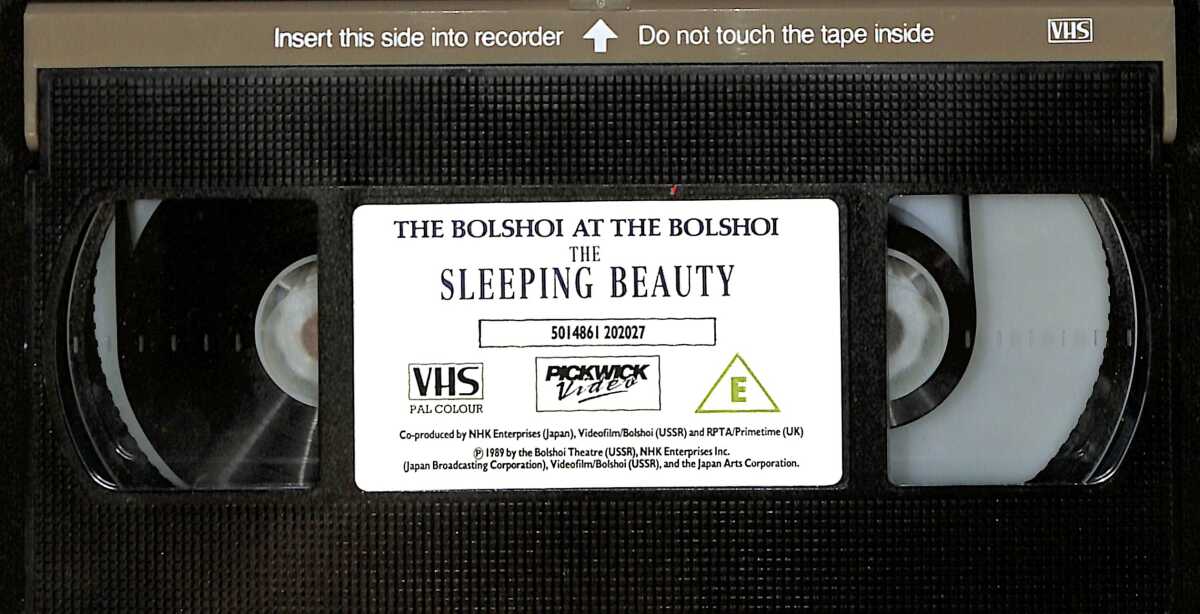 Insert this side into recorder Do not touch the tape inside VHS
THE BOLSHOI AT THE BOLSHOI
THE
SLEEPING BEAUTY
5014861 202027
VHS
PAL COLOUR
PICKWICK
Video
E
Co-produced by NHK Enterprises (Japan), Videofilm/Bolshoi (USSR) and RPTA/Primetime (UK)
℗ 1989 by the Bolshoi Theatre (USSR), NHK Enterprises Inc.
(Japan Broadcasting Corporation), Videofilm/Bolshoi (USSR), and the Japan Arts Corporation.